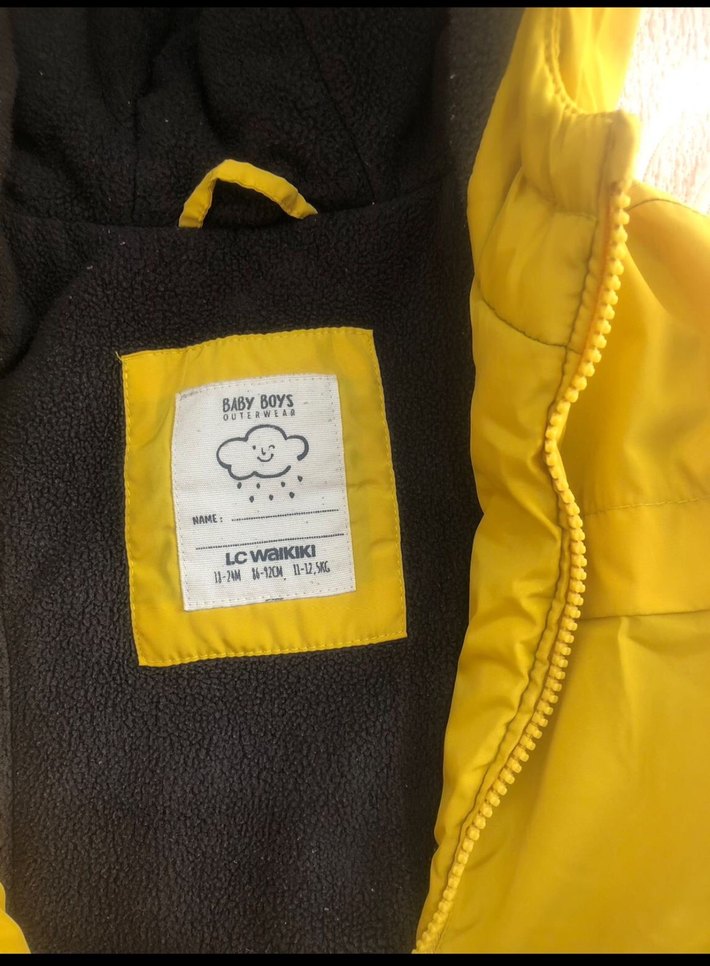 BABY BOYS
OUTERWEAR
NAME:
LC WAIKIKI
18-24M 86-92CM 11-12,5KG